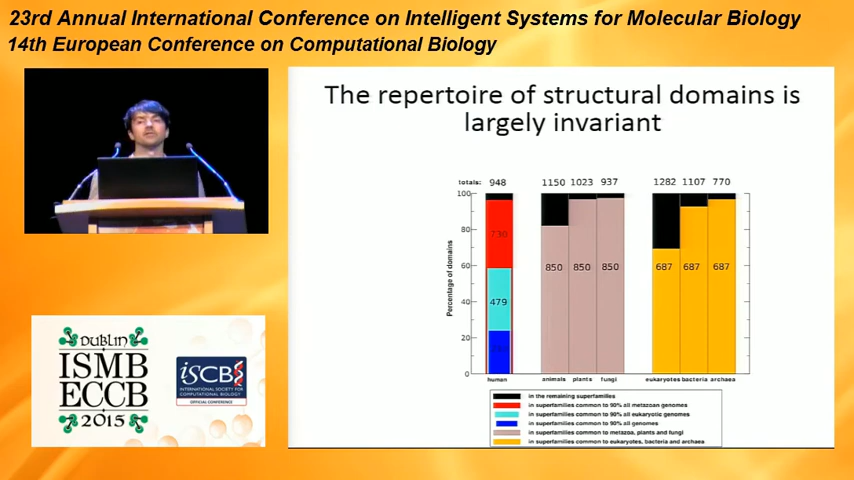 23rd Annual International Conference on Intelligent Systems for Molecular Biology
14th European Conference on Computational Biology
The repertoire of structural domains is
largely invariant
totals: 948 1150 1023 937 1282 1107 770
100
80
60
40
20
0
Percentage of domains
730
479
850 850 850
687 687 687
human animals plants fungi eukaryotes bacteria archaea
in the remaining superfamilies
in superfamilies common to 90% all metazoan genomes
in superfamilies common to 90% all eukaryotic genomes
in superfamilies common to 90% all genomes
in superfamilies common to metazoa, plants and fungi
in superfamilies common to eukaryotes, bacteria and archaea
DUBLIN
ISMB
ECCB
2015
ISCB
INTERNATIONAL SOCIETY FOR
COMPUTATIONAL BIOLOGY
OFFICIAL CONFERENCE